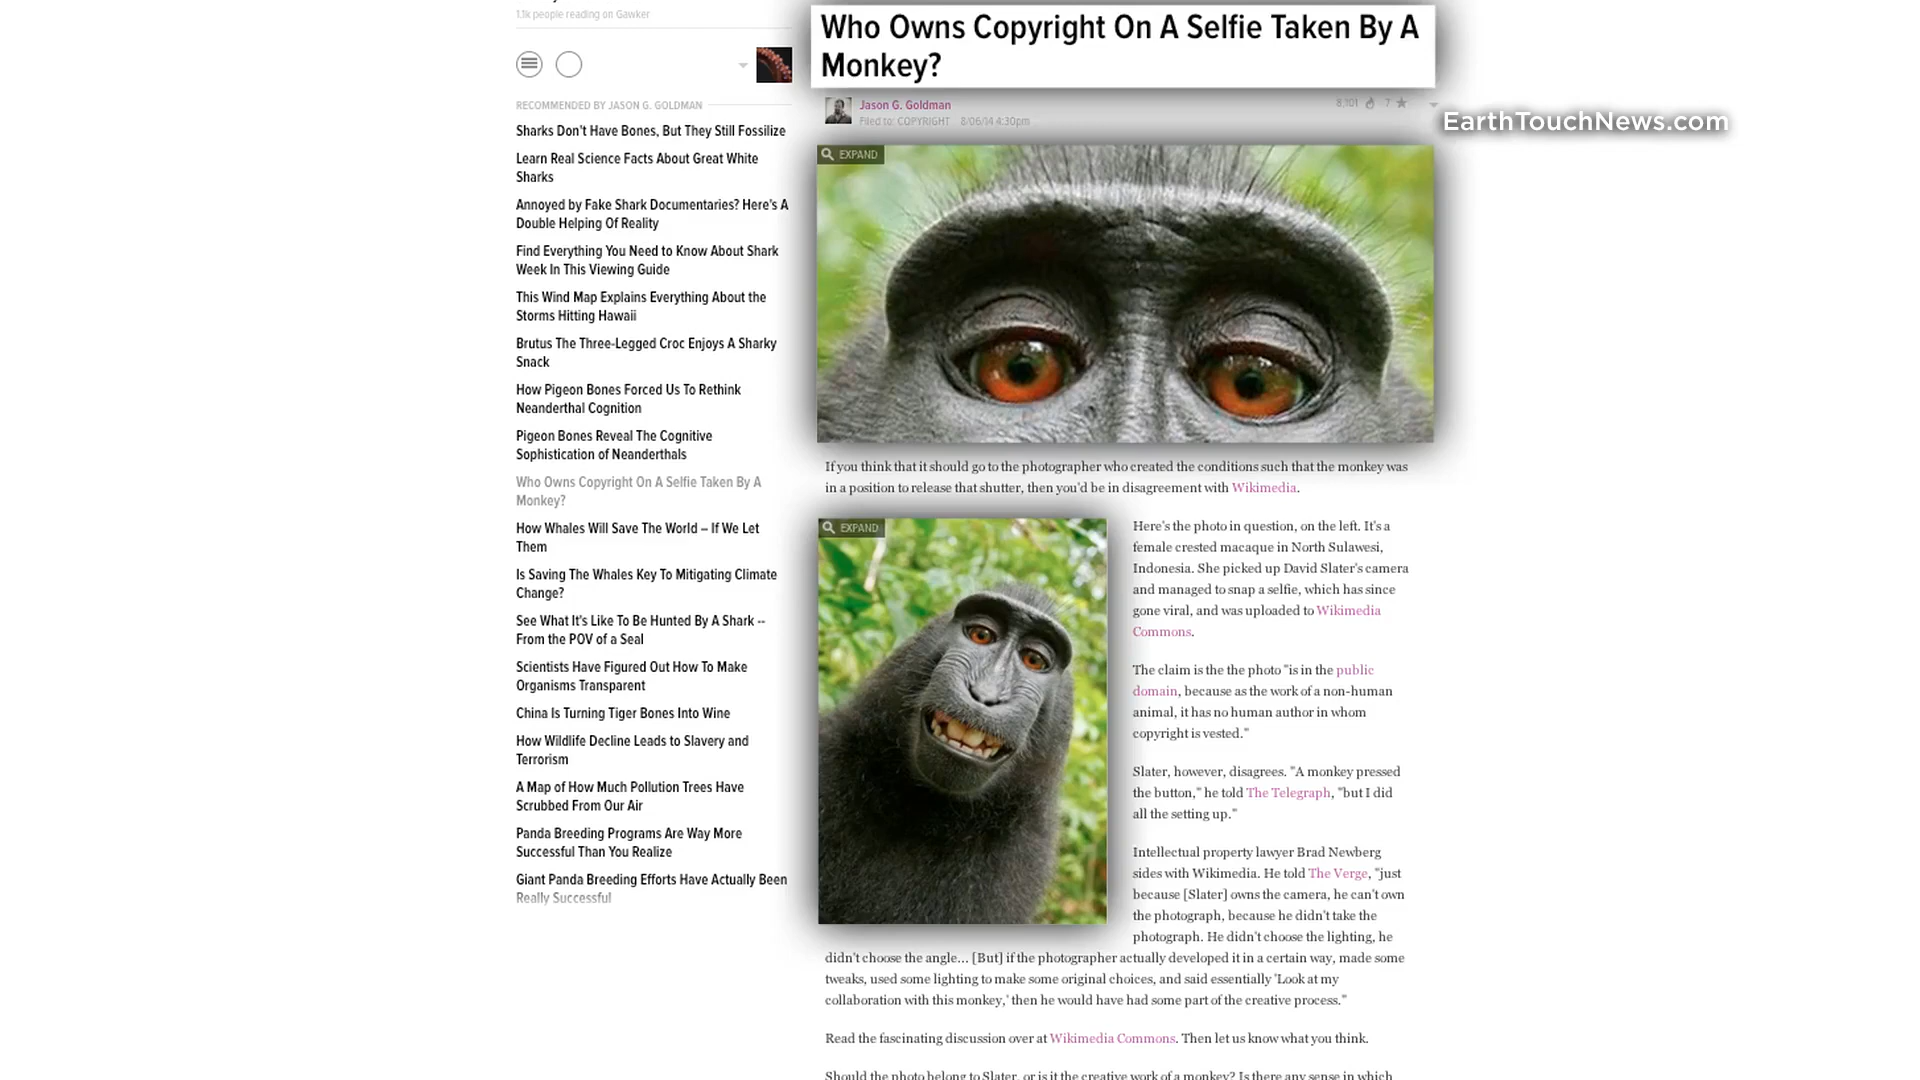 1.1k people reading on Gawker
RECOMMENDED BY JASON G. GOLDMAN
Sharks Don't Have Bones, But They Still Fossilize
Learn Real Science Facts About Great White
Sharks
Annoyed by Fake Shark Documentaries? Here's A
Double Helping Of Reality
Find Everything You Need to Know About Shark
Week In This Viewing Guide
This Wind Map Explains Everything About the
Storms Hitting Hawaii
Brutus The Three-Legged Croc Enjoys A Sharky
Snack
How Pigeon Bones Forced Us To Rethink
Neanderthal Cognition
Pigeon Bones Reveal The Cognitive
Sophistication of Neanderthals
Who Owns Copyright On A Selfie Taken By A
Monkey?
How Whales Will Save The World – If We Let
Them
Is Saving The Whales Key To Mitigating Climate
Change?
See What It's Like To Be Hunted By A Shark --
From the POV of a Seal
Scientists Have Figured Out How To Make
Organisms Transparent
China Is Turning Tiger Bones Into Wine
How Wildlife Decline Leads to Slavery and
Terrorism
A Map of How Much Pollution Trees Have
Scrubbed From Our Air
Panda Breeding Programs Are Way More
Successful Than You Realize
Giant Panda Breeding Efforts Have Actually Been
Really Successful
Who Owns Copyright On A Selfie Taken By A
Monkey?
Jason G. Goldman
Filed to: COPYRIGHT 8/06/14 4:30pm
8,101 7
EarthTouchNews.com
EXPAND
If you think that it should go to the photographer who created the conditions such that the monkey was
in a position to release that shutter, then you'd be in disagreement with Wikimedia.
EXPAND
Here's the photo in question, on the left. It's a
female crested macaque in North Sulawesi,
Indonesia. She picked up David Slater's camera
and managed to snap a selfie, which has since
gone viral, and was uploaded to Wikimedia
Commons.
The claim is the the photo "is in the public
domain, because as the work of a non-human
animal, it has no human author in whom
copyright is vested."
Slater, however, disagrees. "A monkey pressed
the button," he told The Telegraph, "but I did
all the setting up."
Intellectual property lawyer Brad Newberg
sides with Wikimedia. He told The Verge, "just
because [Slater] owns the camera, he can't own
the photograph, because he didn't take the
photograph. He didn't choose the lighting, he
didn't choose the angle... [But] if the photographer actually developed it in a certain way, made some
tweaks, used some lighting to make some original choices, and said essentially 'Look at my
collaboration with this monkey,' then he would have had some part of the creative process."
Read the fascinating discussion over at Wikimedia Commons. Then let us know what you think.
Should the photo belong to Slater, or is it the creative work of a monkey? Is there any sense in which